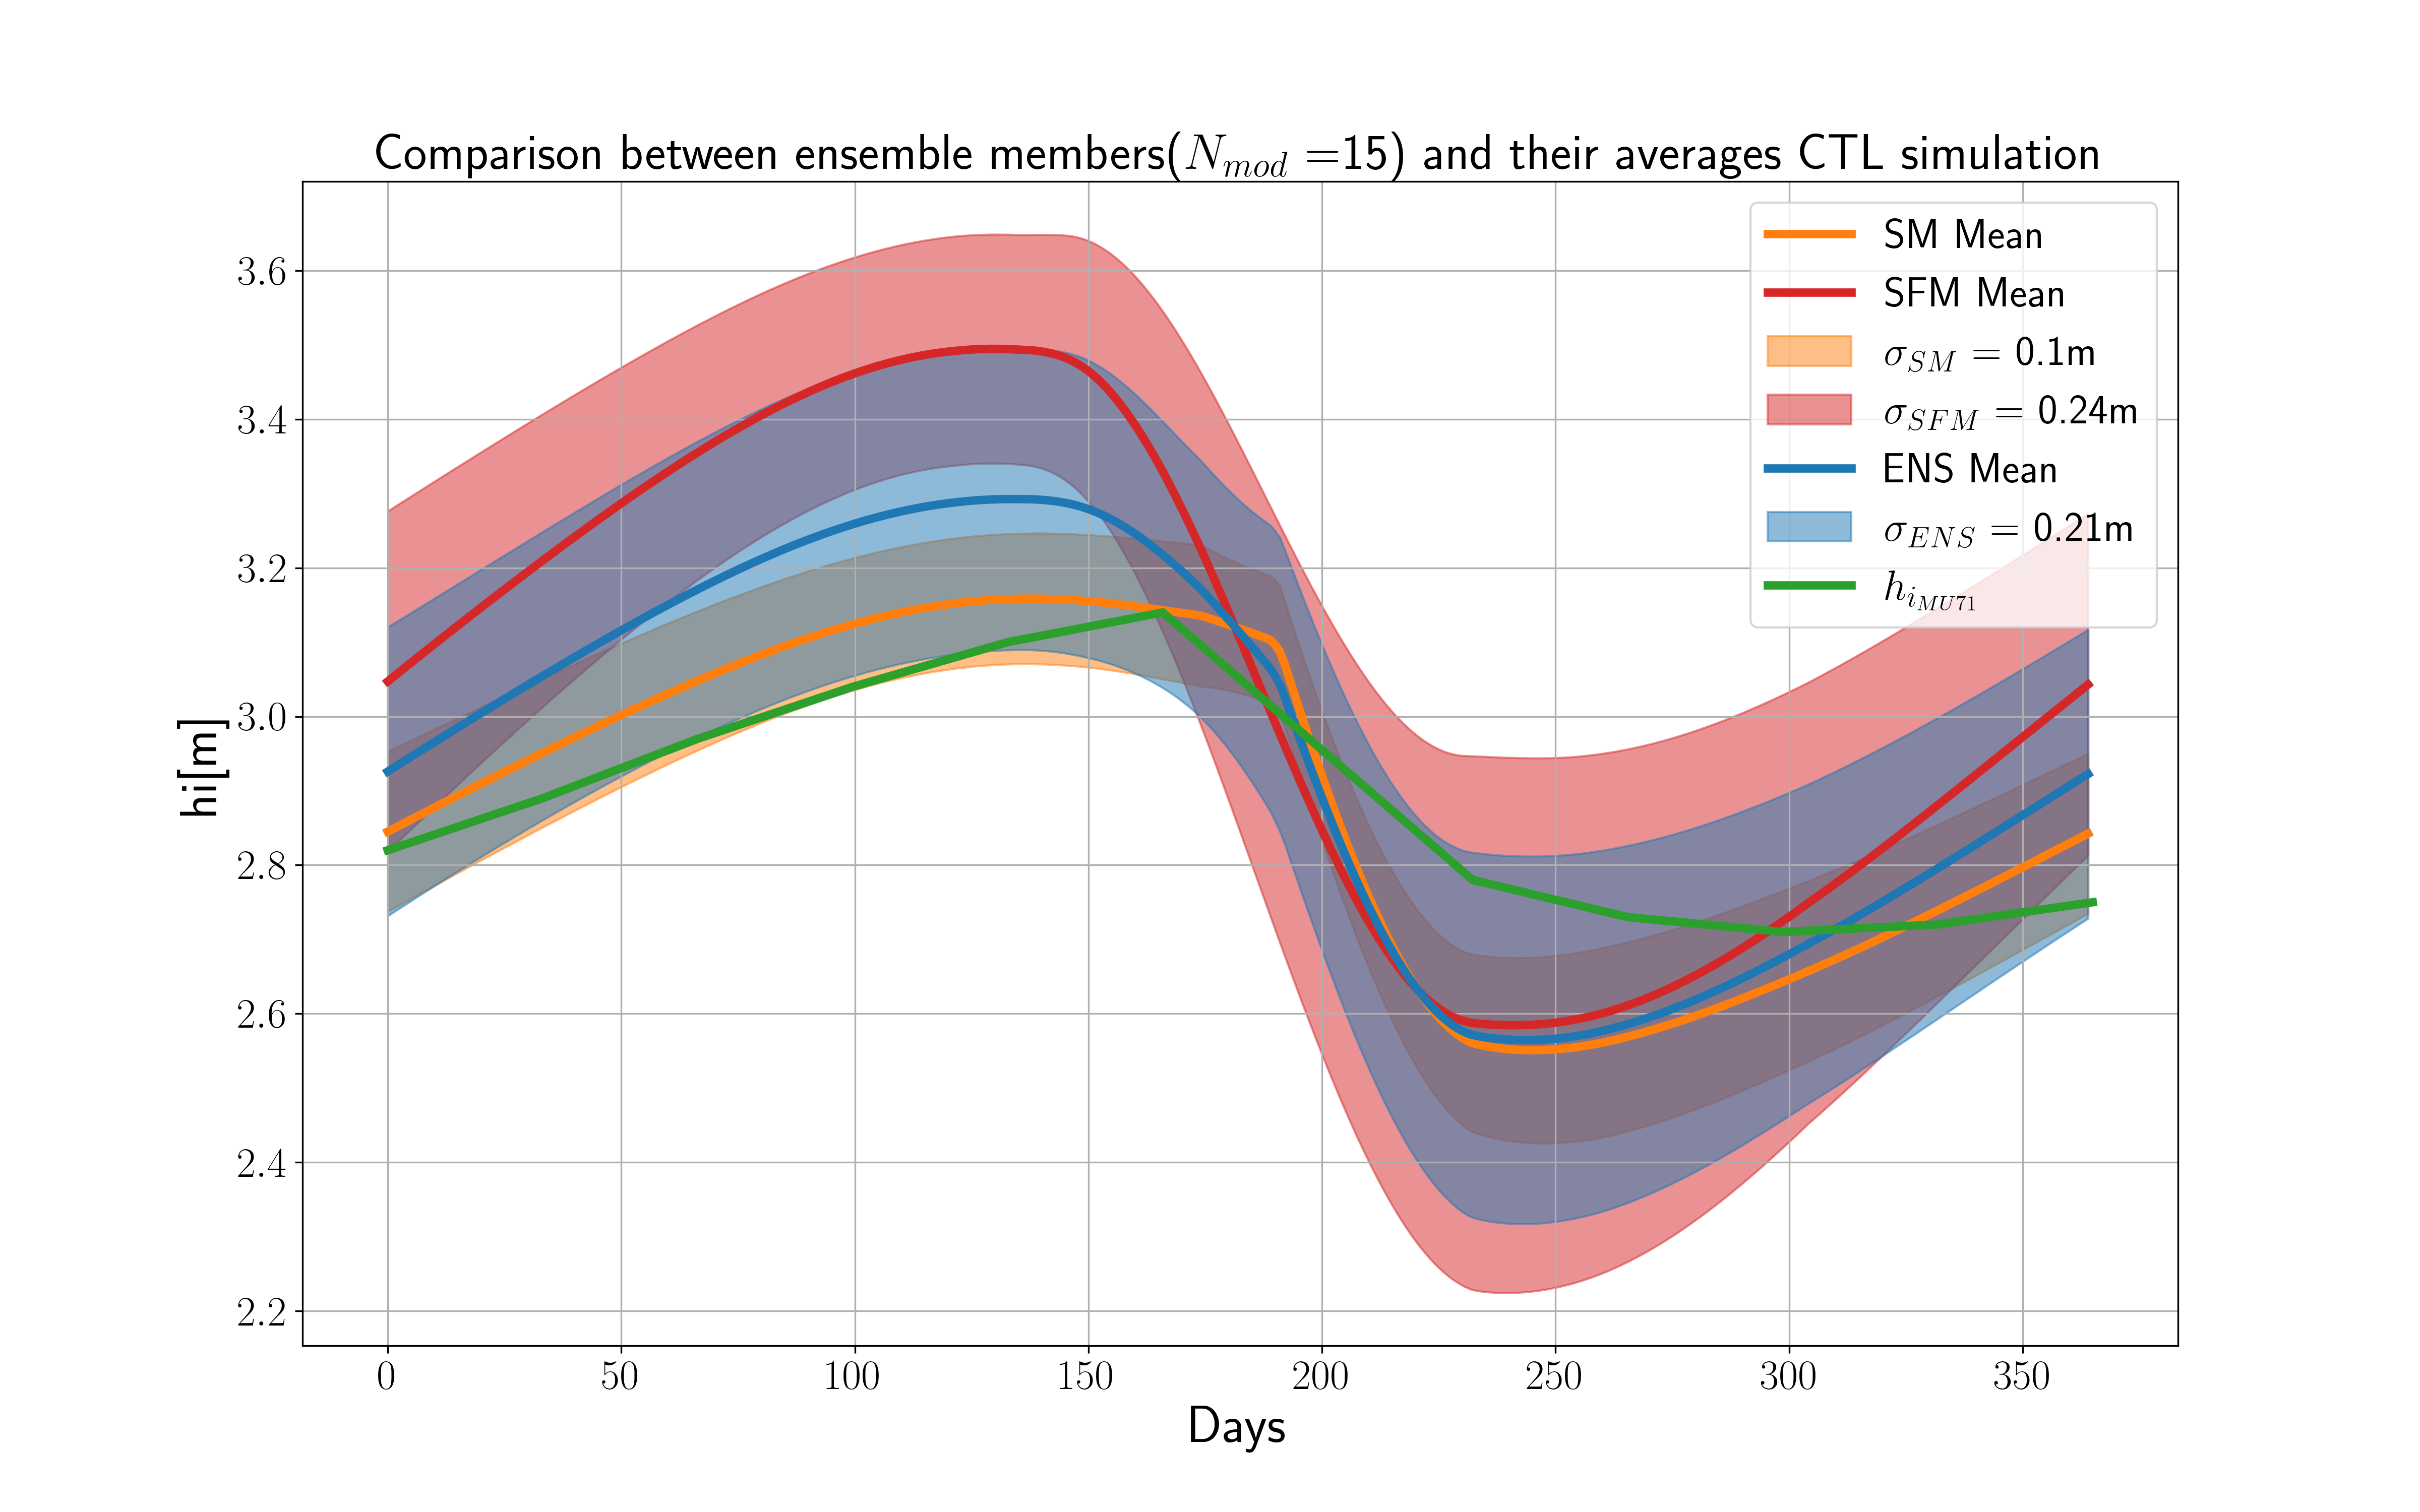 Comparison between ensemble members(N_mod =15) and their averages CTL simulation
SM Mean
SFM Mean
σ_SM = 0.1m
σ_SFM = 0.24m
ENS Mean
σ_ENS = 0.21m
h_i_MU71
hi[m]
3.6
3.4
3.2
3.0
2.8
2.6
2.4
2.2
0 50 100 150 200 250 300 350
Days